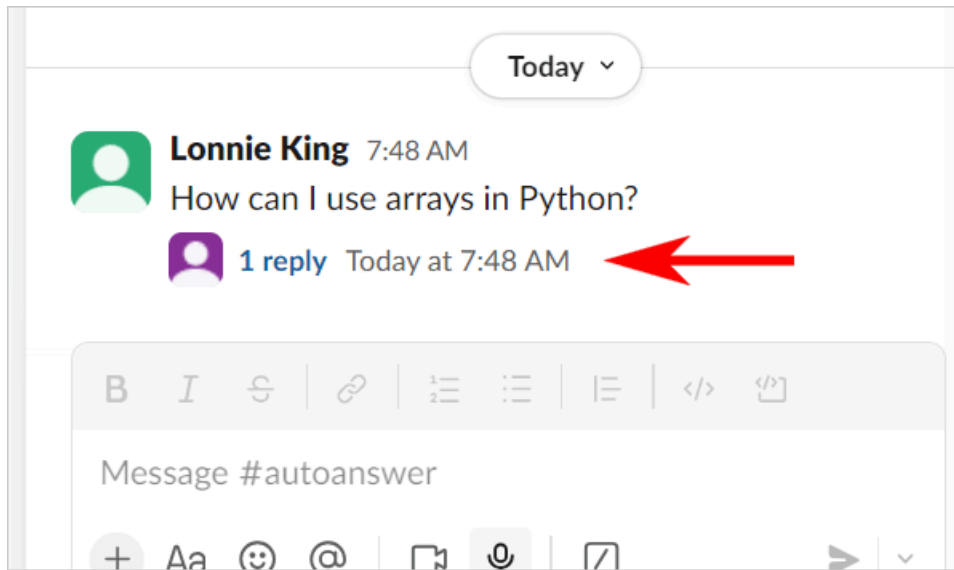 Today
Lonnie King 7:48 AM
How can I use arrays in Python?
1 reply Today at 7:48 AM
B I S
Message #autoanswer
Aa